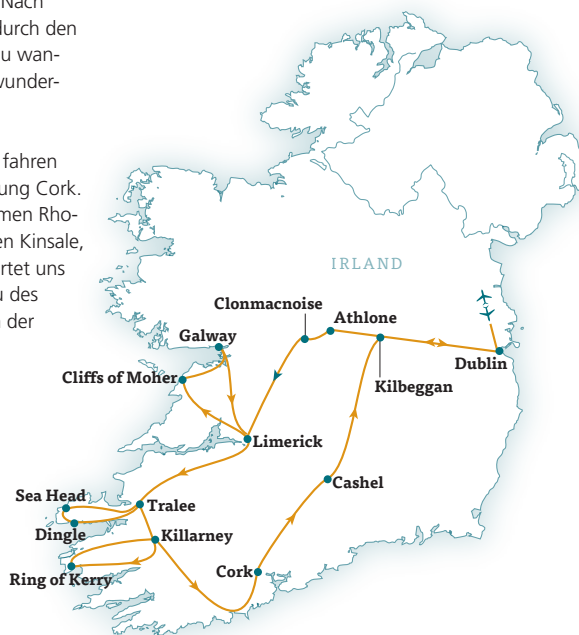 Nach
durch den
u wan-
wunder-
fahren
ung Cork.
men Rho-
en Kinsale,
rtet uns
u des
der
IRLAND
Clonmacnoise
Athlone
Galway
Dublin
Kilbeggan
Cliffs of Moher
Limerick
Cashel
Sea Head
Tralee
Dingle
Killarney
Ring of Kerry
Cork